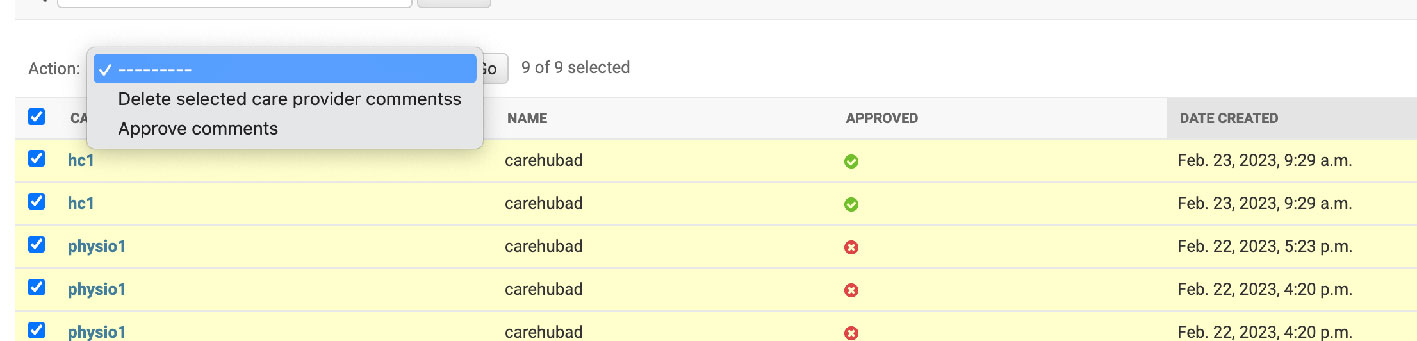 Action:
---------
9 of 9 selected
Delete selected care provider commentss
Approve comments
NAME
APPROVED
DATE CREATED
hc1 carehubad Feb. 23, 2023, 9:29 a.m.
hc1 carehubad Feb. 23, 2023, 9:29 a.m.
physio1 carehubad Feb. 22, 2023, 5:23 p.m.
physio1 carehubad Feb. 22, 2023, 4:20 p.m.
physio1 carehubad Feb. 22, 2023, 4:20 p.m.